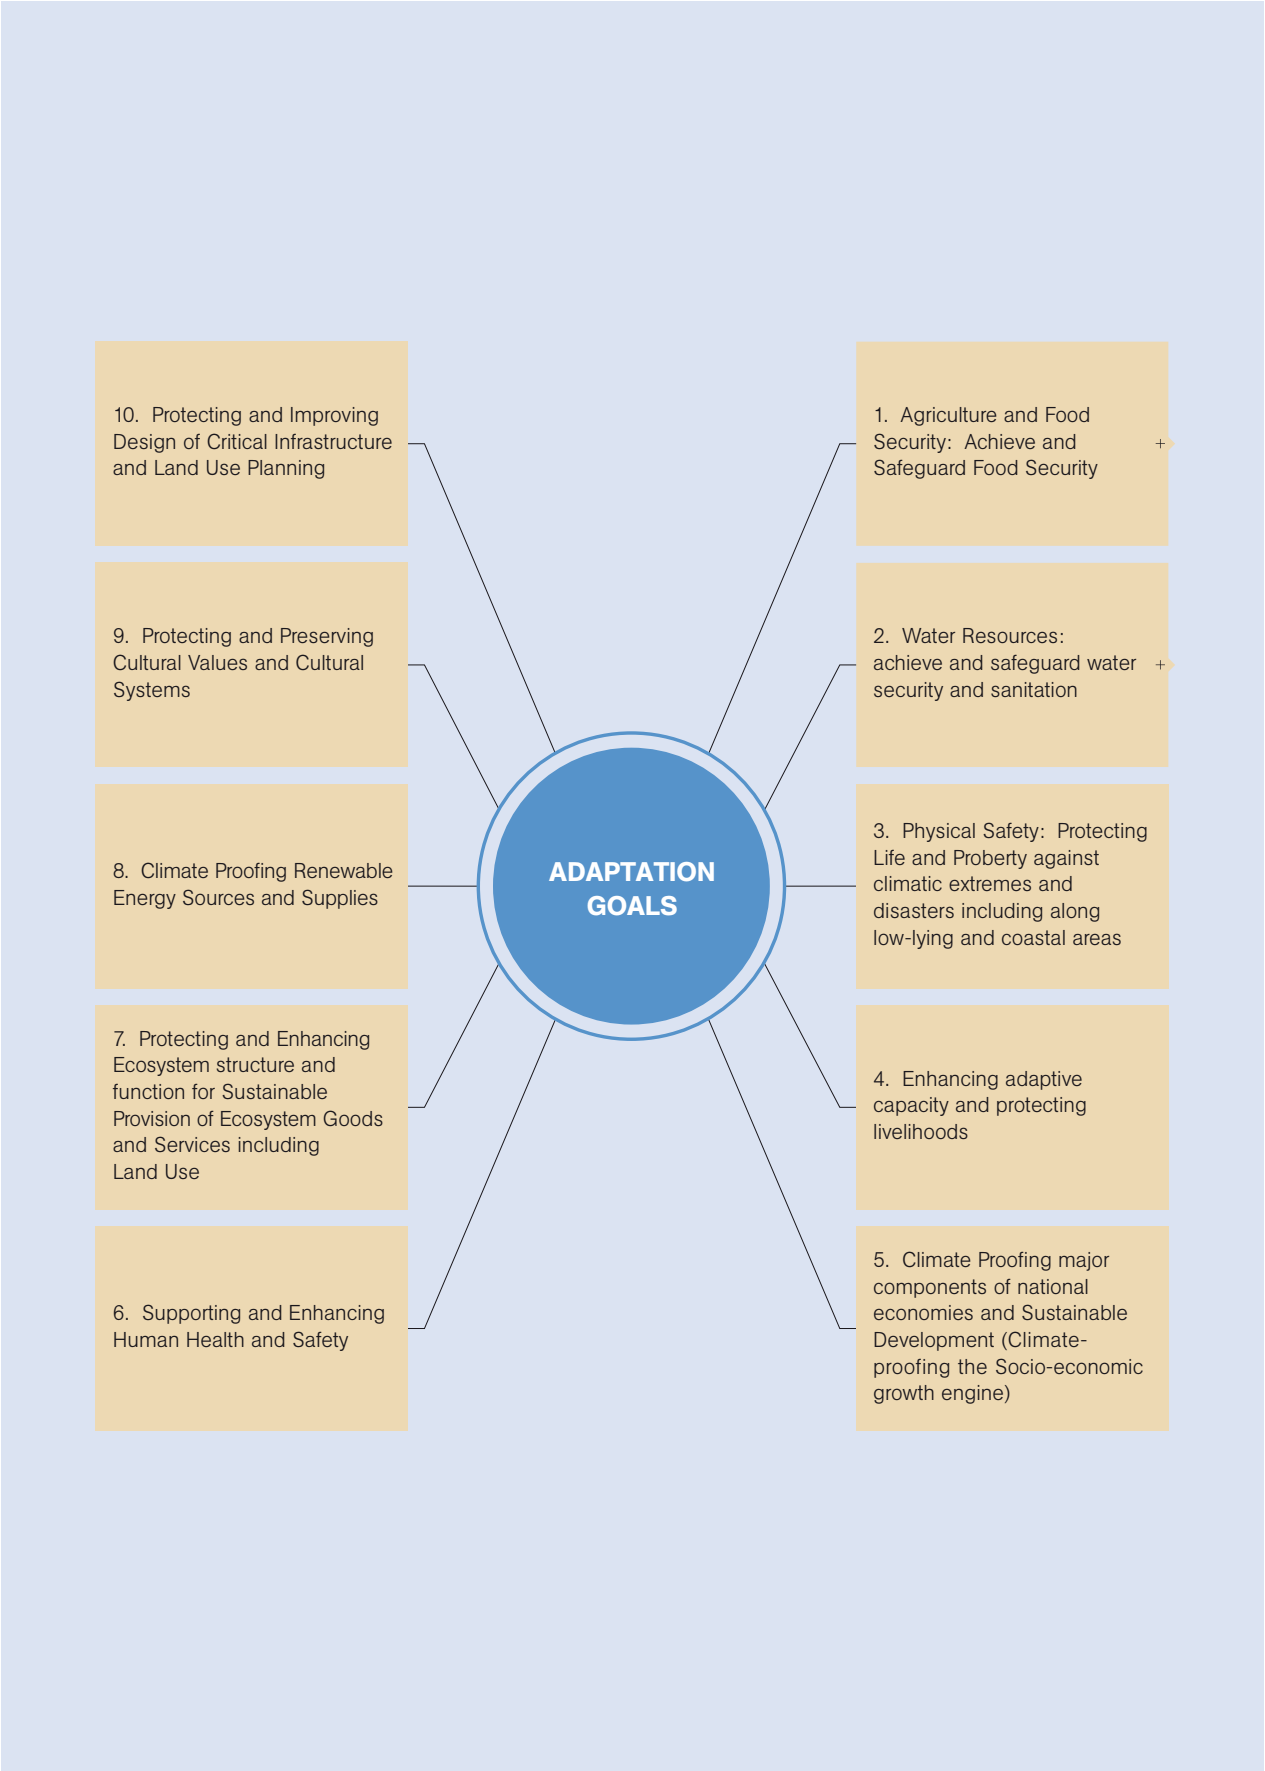 ADAPTATION
GOALS
1. Agriculture and Food
Security: Achieve and
Safeguard Food Security
+
2. Water Resources:
achieve and safeguard water
security and sanitation
+
3. Physical Safety: Protecting
Life and Proberty against
climatic extremes and
disasters including along
low-lying and coastal areas
4. Enhancing adaptive
capacity and protecting
livelihoods
5. Climate Proofing major
components of national
economies and Sustainable
Development (Climate-
proofing the Socio-economic
growth engine)
6. Supporting and Enhancing
Human Health and Safety
7. Protecting and Enhancing
Ecosystem structure and
function for Sustainable
Provision of Ecosystem Goods
and Services including
Land Use
8. Climate Proofing Renewable
Energy Sources and Supplies
9. Protecting and Preserving
Cultural Values and Cultural
Systems
10. Protecting and Improving
Design of Critical Infrastructure
and Land Use Planning